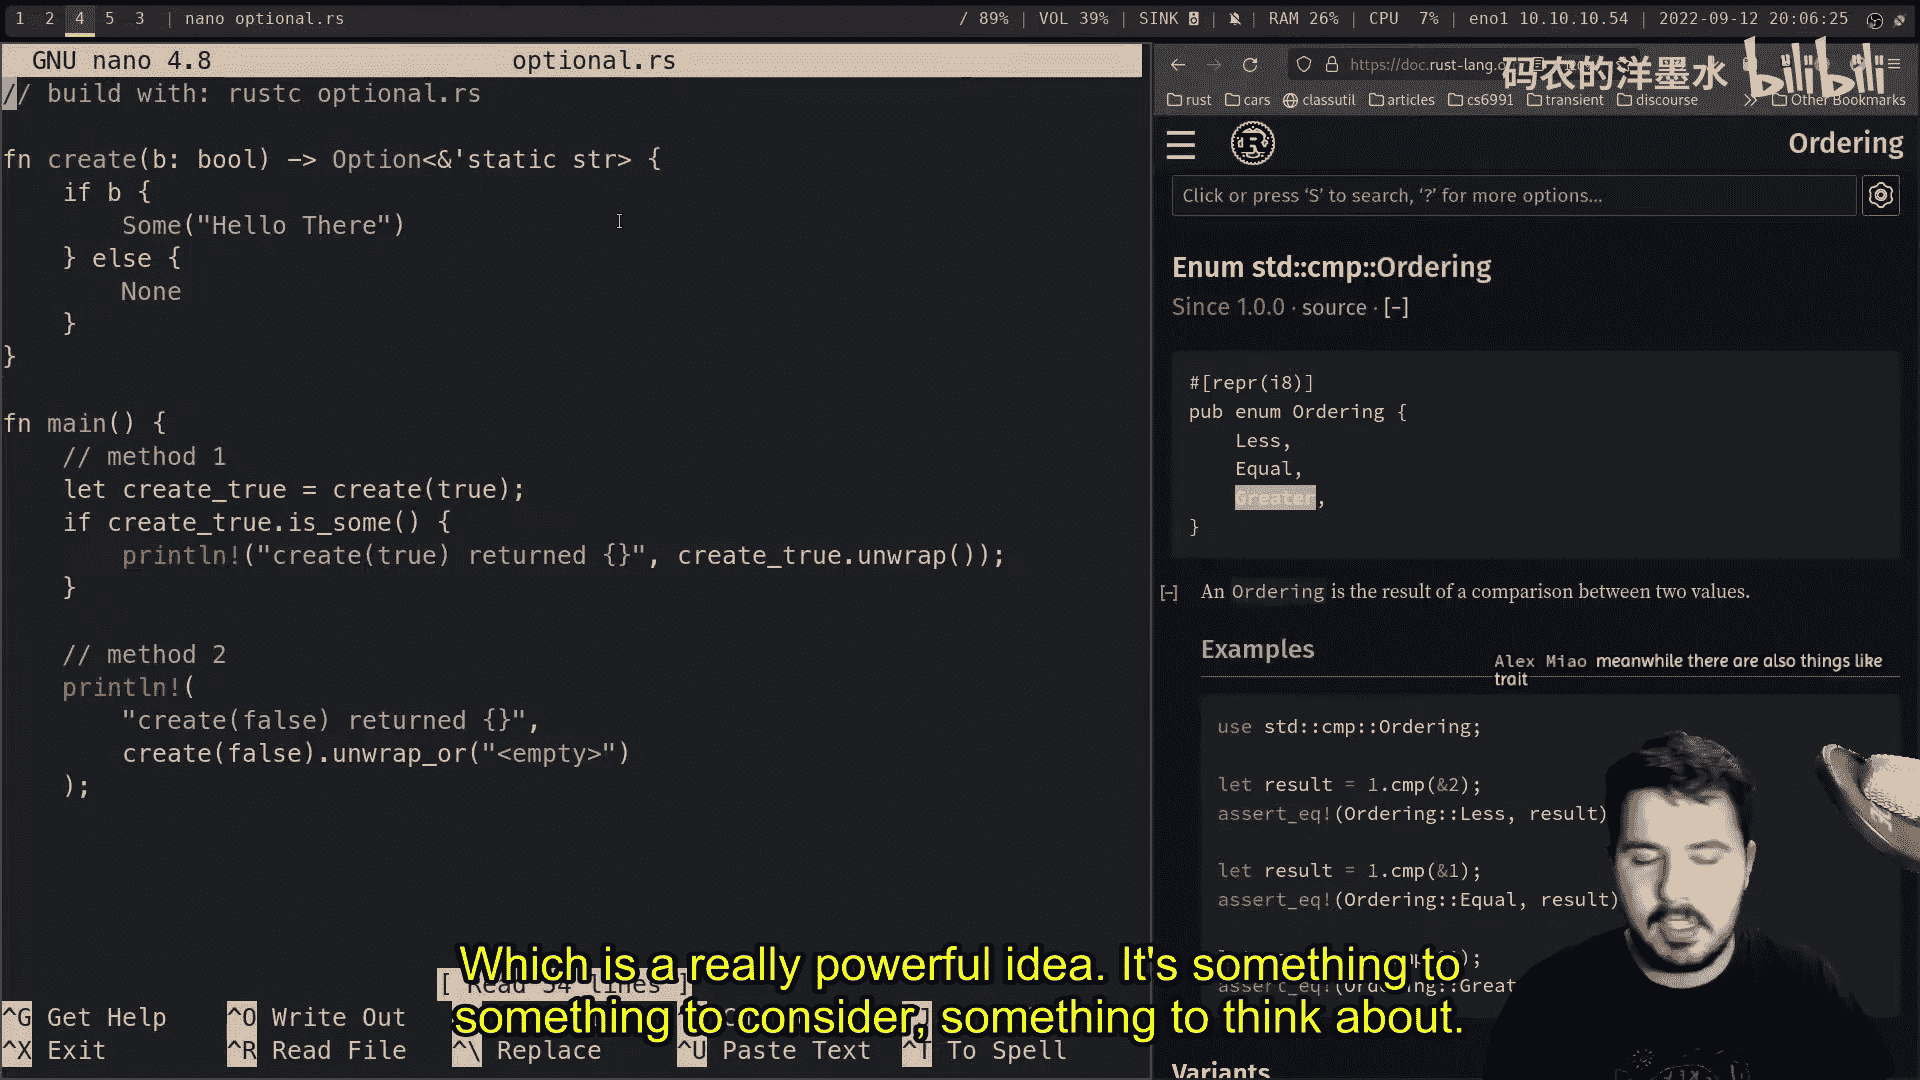 1 2 4 5 3 | nano optional.rs
/ 89% | VOL 39% | SINK | | RAM 26% | CPU 7% | eno1 10.10.10.54 | 2022-09-12 20:06:25
GNU nano 4.8 optional.rs
// build with: rustc optional.rs
fn create(b: bool) -> Option<&'static str> {
    if b {
        Some("Hello There")
    } else {
        None
    }
}
fn main() {
    // method 1
    let create_true = create(true);
    if create_true.is_some() {
        println!("create(true) returned {}", create_true.unwrap());
    }
    // method 2
    println!(
        "create(false) returned {}",
        create(false).unwrap_or("<empty>")
    );
[ Read 34 lines ]
^G Get Help ^O Write Out
^X Exit ^R Read File ^\ Replace ^U Paste Text ^T To Spell
https://doc.rust-lang.o
码农的洋墨水 bilibili
rust cars classutil articles cs6991 transient discourse Other Bookmarks
Ordering
Click or press ‘S’ to search, ‘?’ for more options…
Enum std::cmp::Ordering
Since 1.0.0 · source · [−]
#[repr(i8)]
pub enum Ordering {
    Less,
    Equal,
    Greater,
}
[−] An Ordering is the result of a comparison between two values.
Examples
Alex Miao meanwhile there are also things like
trait
use std::cmp::Ordering;
let result = 1.cmp(&2);
assert_eq!(Ordering::Less, result)
let result = 1.cmp(&1);
assert_eq!(Ordering::Equal, result)
Variants
Which is a really powerful idea. It's something to
something to consider, something to think about.